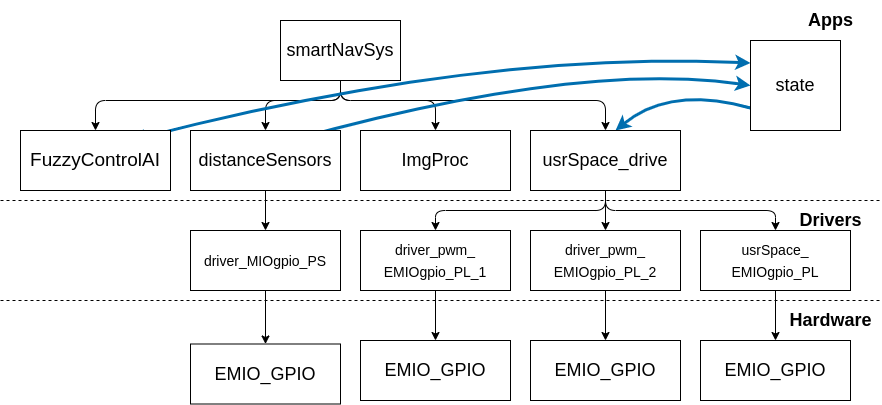 Apps
smartNavSys
state
FuzzyControlAI
distanceSensors
ImgProc
usrSpace_drive
Drivers
driver_MIOgpio_PS
driver_pwm_
EMIOgpio_PL_1
driver_pwm_
EMIOgpio_PL_2
usrSpace_
EMIOgpio_PL
Hardware
EMIO_GPIO
EMIO_GPIO
EMIO_GPIO
EMIO_GPIO